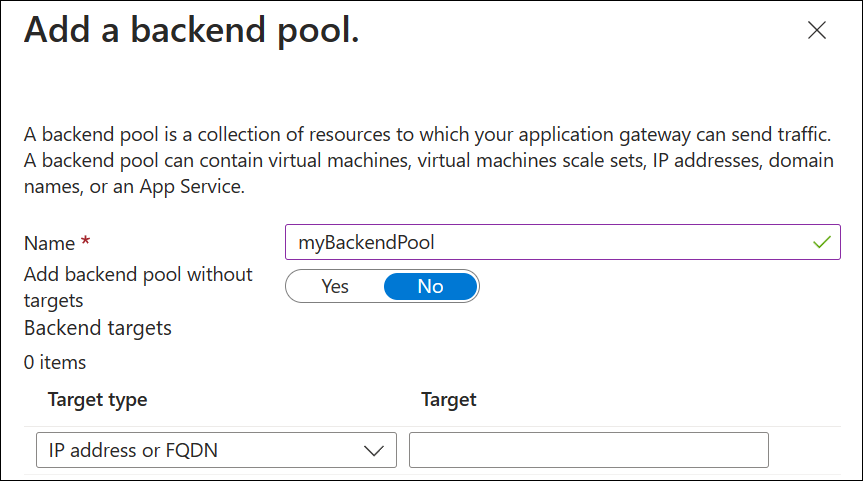 Add a backend pool.
A backend pool is a collection of resources to which your application gateway can send traffic.
A backend pool can contain virtual machines, virtual machines scale sets, IP addresses, domain
names, or an App Service.
Name * myBackendPool
Add backend pool without
targets
Yes No
Backend targets
0 items
Target type Target
IP address or FQDN